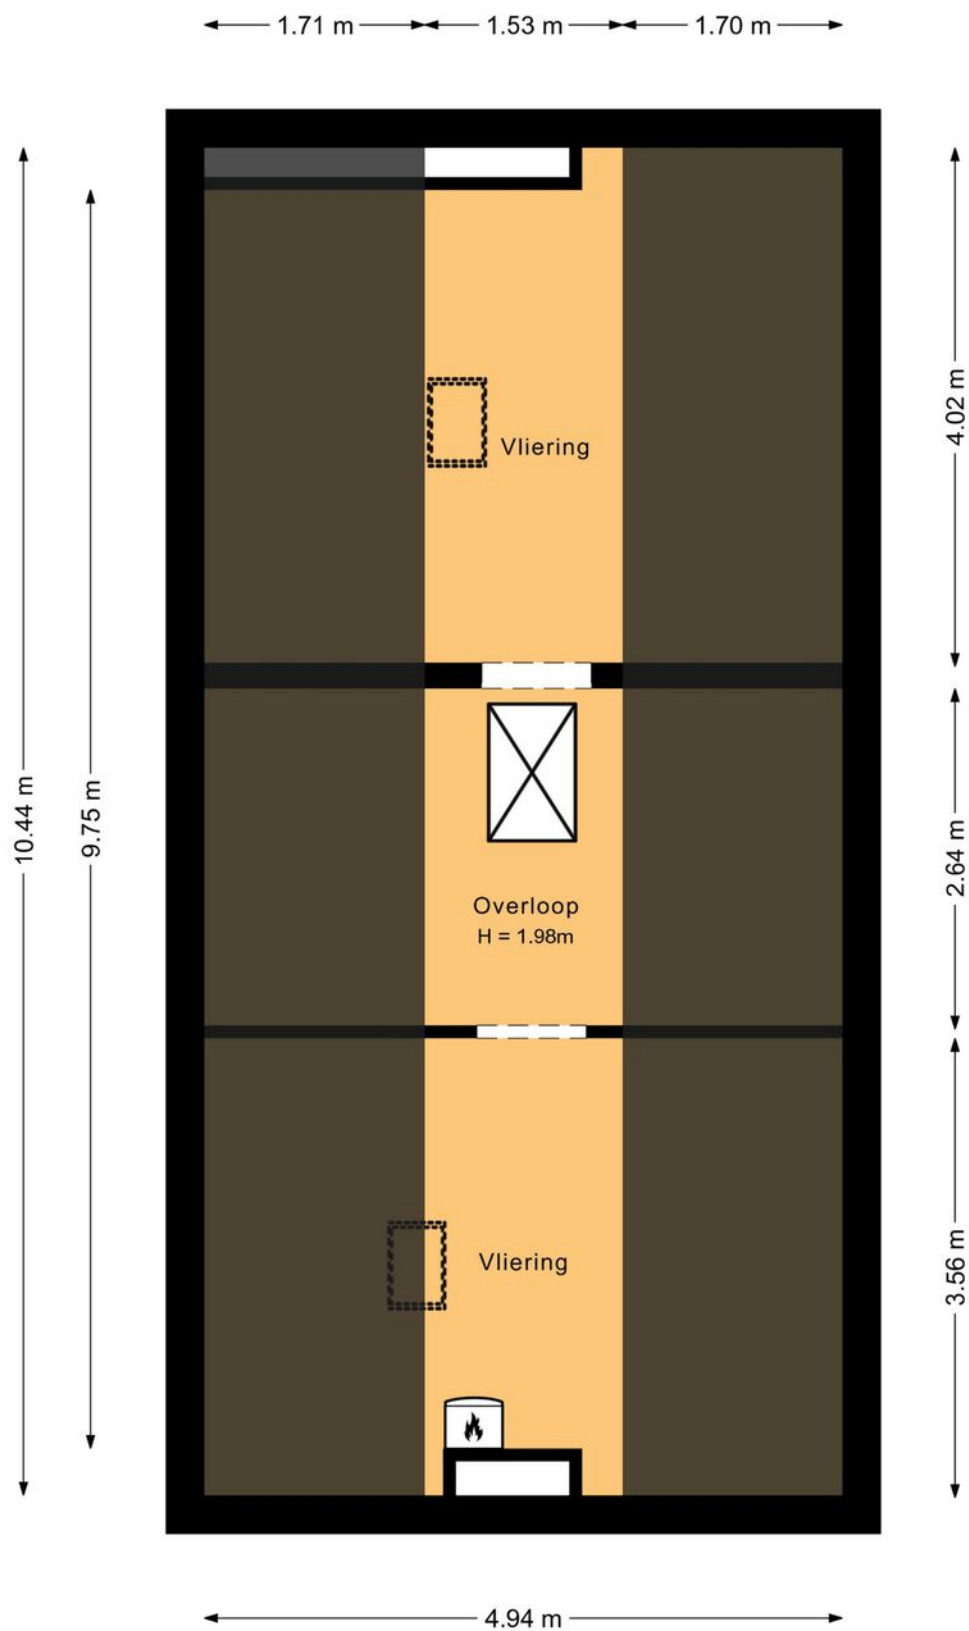 1.71 m 1.53 m 1.70 m
4.02 m
Vliering
10.44 m
9.75 m
2.64 m
Overloop
H = 1.98m
3.56 m
Vliering
4.94 m